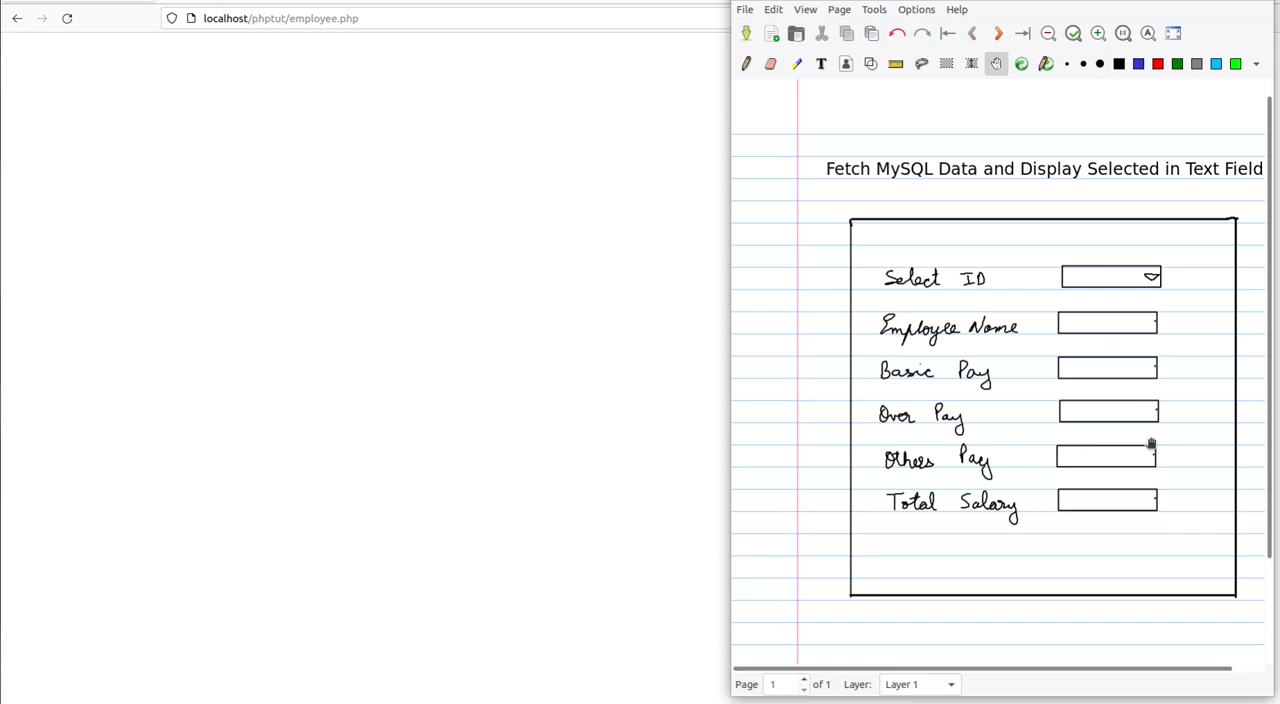 localhost/phptut/employee.php
File Edit View Page Tools Options Help
Fetch MySQL Data and Display Selected in Text Field
Select ID
Employee Name
Basic Pay
Over Pay
Others Pay
Total Salary
Page 1 of 1 Layer: Layer 1